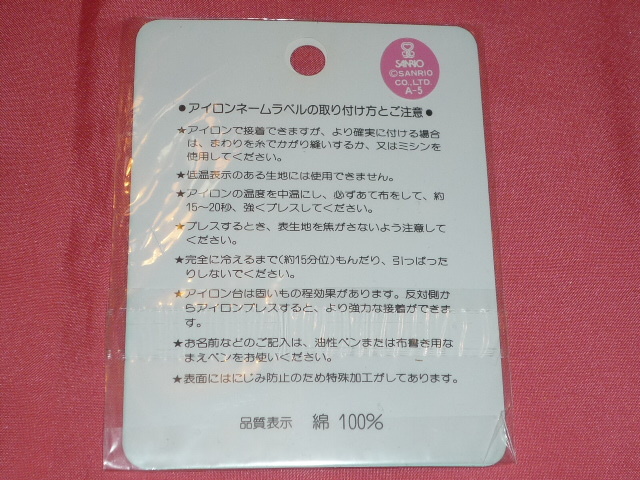 SANRIO
©SANRIO
CO.,LTD.
A-5
●アイロンネームラベルの取り付け方とご注意●
★アイロンで接着できますが、より確実に付ける場合
は、まわりを糸でかがり縫いするか、又はミシンを
使用してください。
★低温表示のある生地には使用できません。
★アイロンの温度を中温にし、必ずあて布をして、約
15〜20秒、強くプレスしてください。
★プレスするとき、表生地を焦がさないよう注意して
ください。
★完全に冷えるまで(約15分位)もんだり、引っぱった
りしないでください。
★アイロン台は固いもの程効果があります。反対側か
らアイロンプレスすると、より強力な接着ができま
す。
★お名前などのご記入は、油性ペンまたは布書き用な
まえペンをお使いください。
★表面にはにじみ防止のため特殊加工がしてあります。
品質表示 綿 100%